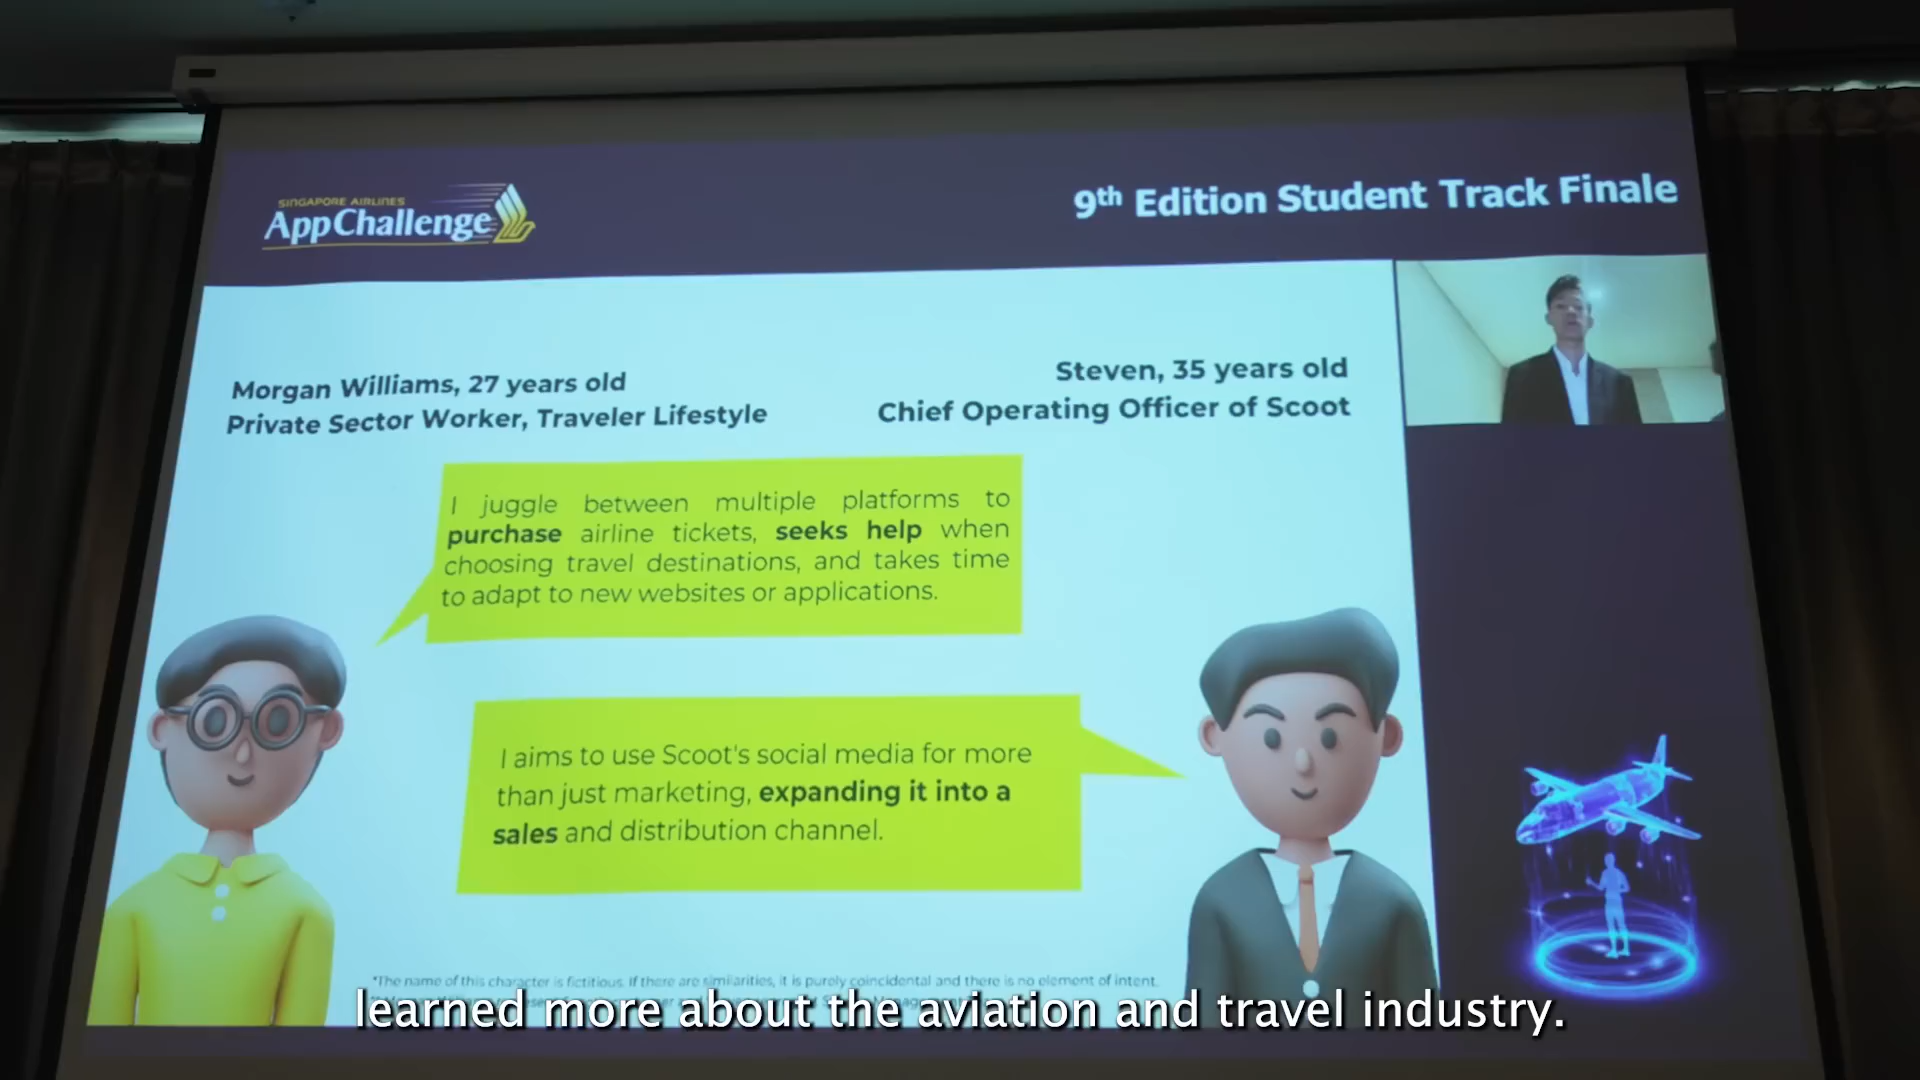 SINGAPORE AIRLINES
AppChallenge
9th Edition Student Track Finale
Morgan Williams, 27 years old
Private Sector Worker, Traveler Lifestyle
Steven, 35 years old
Chief Operating Officer of Scoot
I juggle between multiple platforms to
purchase airline tickets, seeks help when
choosing travel destinations, and takes time
to adapt to new websites or applications.
I aims to use Scoot's social media for more
than just marketing, expanding it into a
sales and distribution channel.
*The name of this character is fictitious. If there are similarities, it is purely coincidental and there is no element of intent.
learned more about the aviation and travel industry.